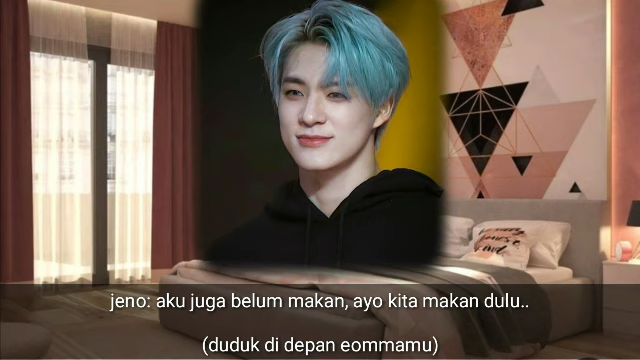 jeno: aku juga belum makan, ayo kita makan dulu..
(duduk di depan eommamu)